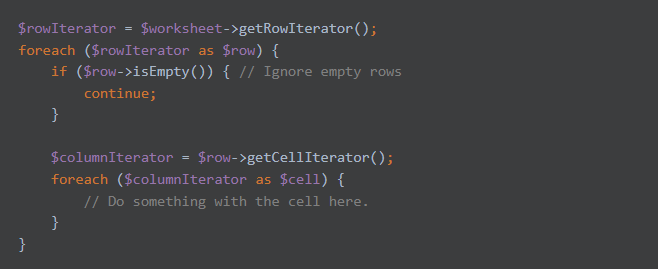 $rowIterator = $worksheet->getRowIterator();
foreach ($rowIterator as $row) {
    if ($row->isEmpty()) { // Ignore empty rows
        continue;
    }

    $columnIterator = $row->getCellIterator();
    foreach ($columnIterator as $cell) {
        // Do something with the cell here.
    }
}